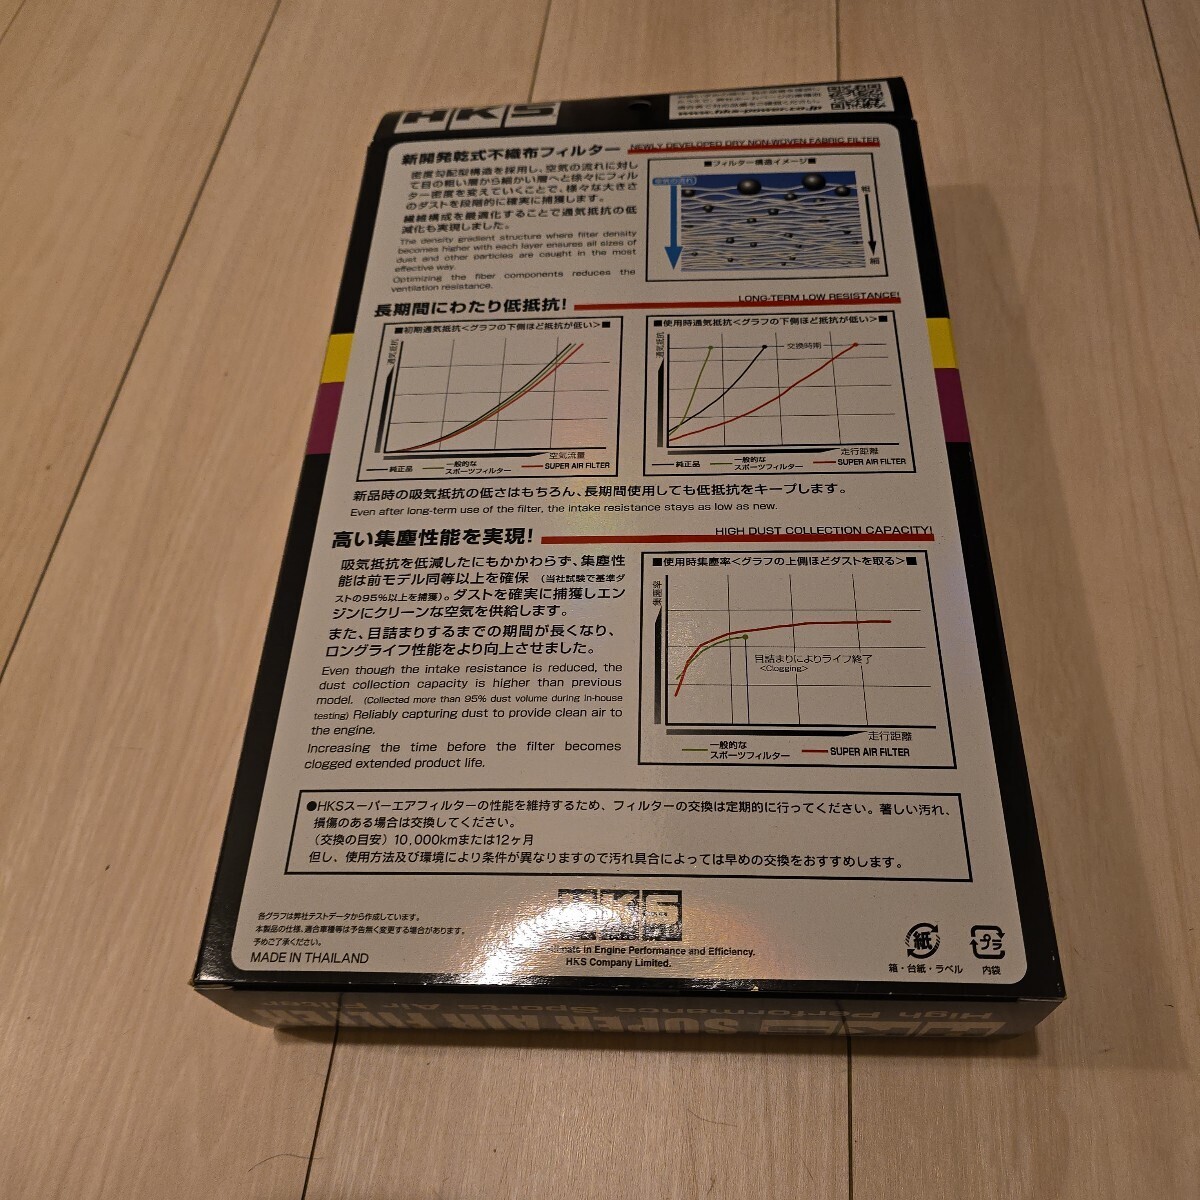 HKS
www.hks-power.co.jp
新開発乾式不織布フィルター
NEWLY DEVELOPED DRY NON-WOVEN FABRIC FILTER
密度勾配型構造を採用し、空気の流れに対し
て目の粗い層から細かい層へと徐々にフィル
ター密度を変えていくことで、様々な大きさ
のダストを段階的に確実に捕獲します。
繊維構成を最適化することで通気抵抗の低
減化も実現しました。
The density gradient structure where filter density
becomes higher with each layer ensures all sizes of
dust and other particles are caught in the most
effective way.
Optimizing the fiber components reduces the
ventilation resistance.
■フィルター構造イメージ■
空気の流れ
粗
細
長期間にわたり低抵抗!
LONG-TERM LOW RESISTANCE!
■初期通気抵抗<グラフの下側ほど抵抗が低い>■
通気抵抗
空気流量
純正品
一般的な
スポーツフィルター
SUPER AIR FILTER
■使用時通気抵抗<グラフの下側ほど抵抗が低い>■
通気抵抗
交換時期
走行距離
純正品
一般的な
スポーツフィルター
SUPER AIR FILTER
新品時の吸気抵抗の低さはもちろん、長期間使用しても低抵抗をキープします。
Even after long-term use of the filter, the intake resistance stays as low as new.
高い集塵性能を実現!
HIGH DUST COLLECTION CAPACITY!
吸気抵抗を低減したにもかかわらず、集塵性
能は前モデル同等以上を確保（当社試験で基準ダ
ストの95%以上を捕獲）。ダストを確実に捕獲しエン
ジンにクリーンな空気を供給します。
また、目詰まりするまでの期間が長くなり、
ロングライフ性能をより向上させました。
Even though the intake resistance is reduced, the
dust collection capacity is higher than previous
model. (Collected more than 95% dust volume during in-house
testing) Reliably capturing dust to provide clean air to
the engine.
Increasing the time before the filter becomes
clogged extended product life.
■使用時集塵率<グラフの上側ほどダストを取る>■
集塵率
目詰まりによりライフ終了
<Clogging>
走行距離
一般的な
スポーツフィルター
SUPER AIR FILTER
●HKSスーパーエアフィルターの性能を維持するため、フィルターの交換は定期的に行ってください。著しい汚れ、
損傷のある場合は交換してください。
（交換の目安）10,000kmまたは12ヶ月
但し、使用方法及び環境により条件が異なりますので汚れ具合によっては早めの交換をおすすめします。
各グラフは弊社テストデータから作成しています。
本製品の仕様、適合車種等は予告無く変更する場合があります。
予めご了承ください。
MADE IN THAILAND
HKS
in Engine Performance and Efficiency.
HKS Company Limited.
紙
箱・台紙・ラベル
プラ
内袋
SUPER AIR FILTER
High Performance Sports Air Filter